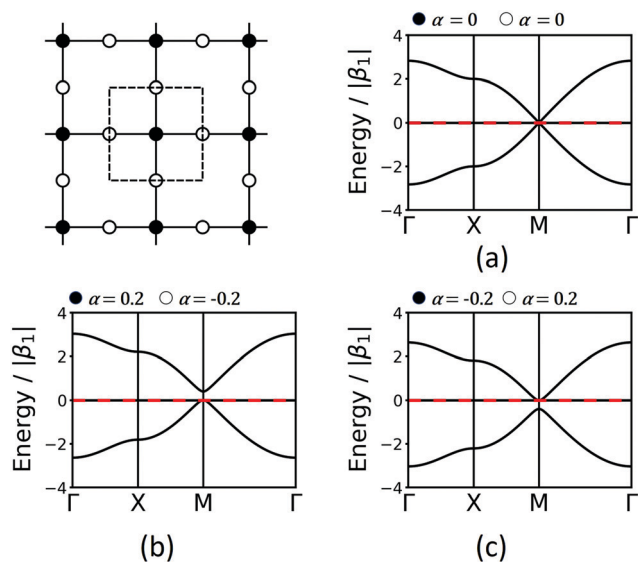 ● α = 0 ○ α = 0
Energy / |β₁|
4
2
0
−2
−4
Γ X M Γ
(a)
● α = 0.2 ○ α = -0.2
Energy / |β₁|
4
2
0
−2
−4
Γ X M Γ
(b)
● α = -0.2 ○ α = 0.2
Energy / |β₁|
4
2
0
−2
−4
Γ X M Γ
(c)